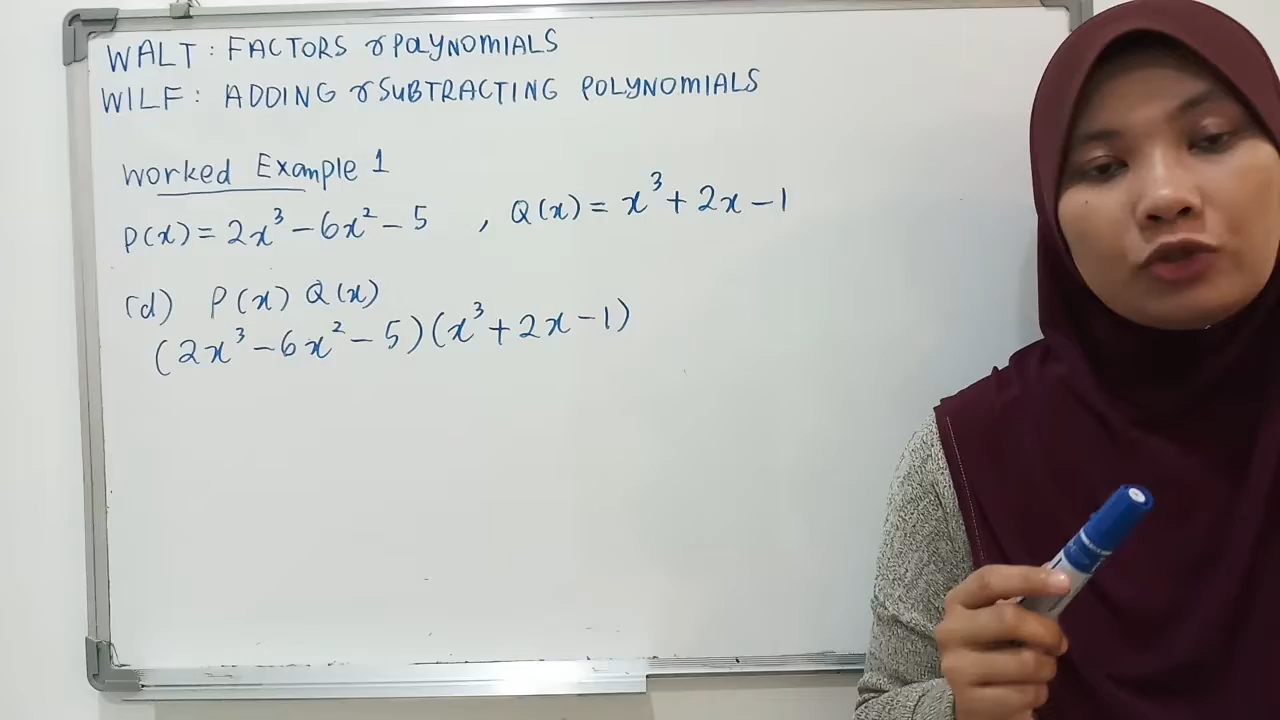 WALT : FACTORS & POLYNOMIALS
WILF : ADDING & SUBTRACTING POLYNOMIALS
Worked Example 1
P(x) = 2x³ - 6x² - 5 , Q(x) = x³ + 2x - 1
(d) P(x) Q(x)
(2x³ - 6x² - 5)(x³ + 2x - 1)